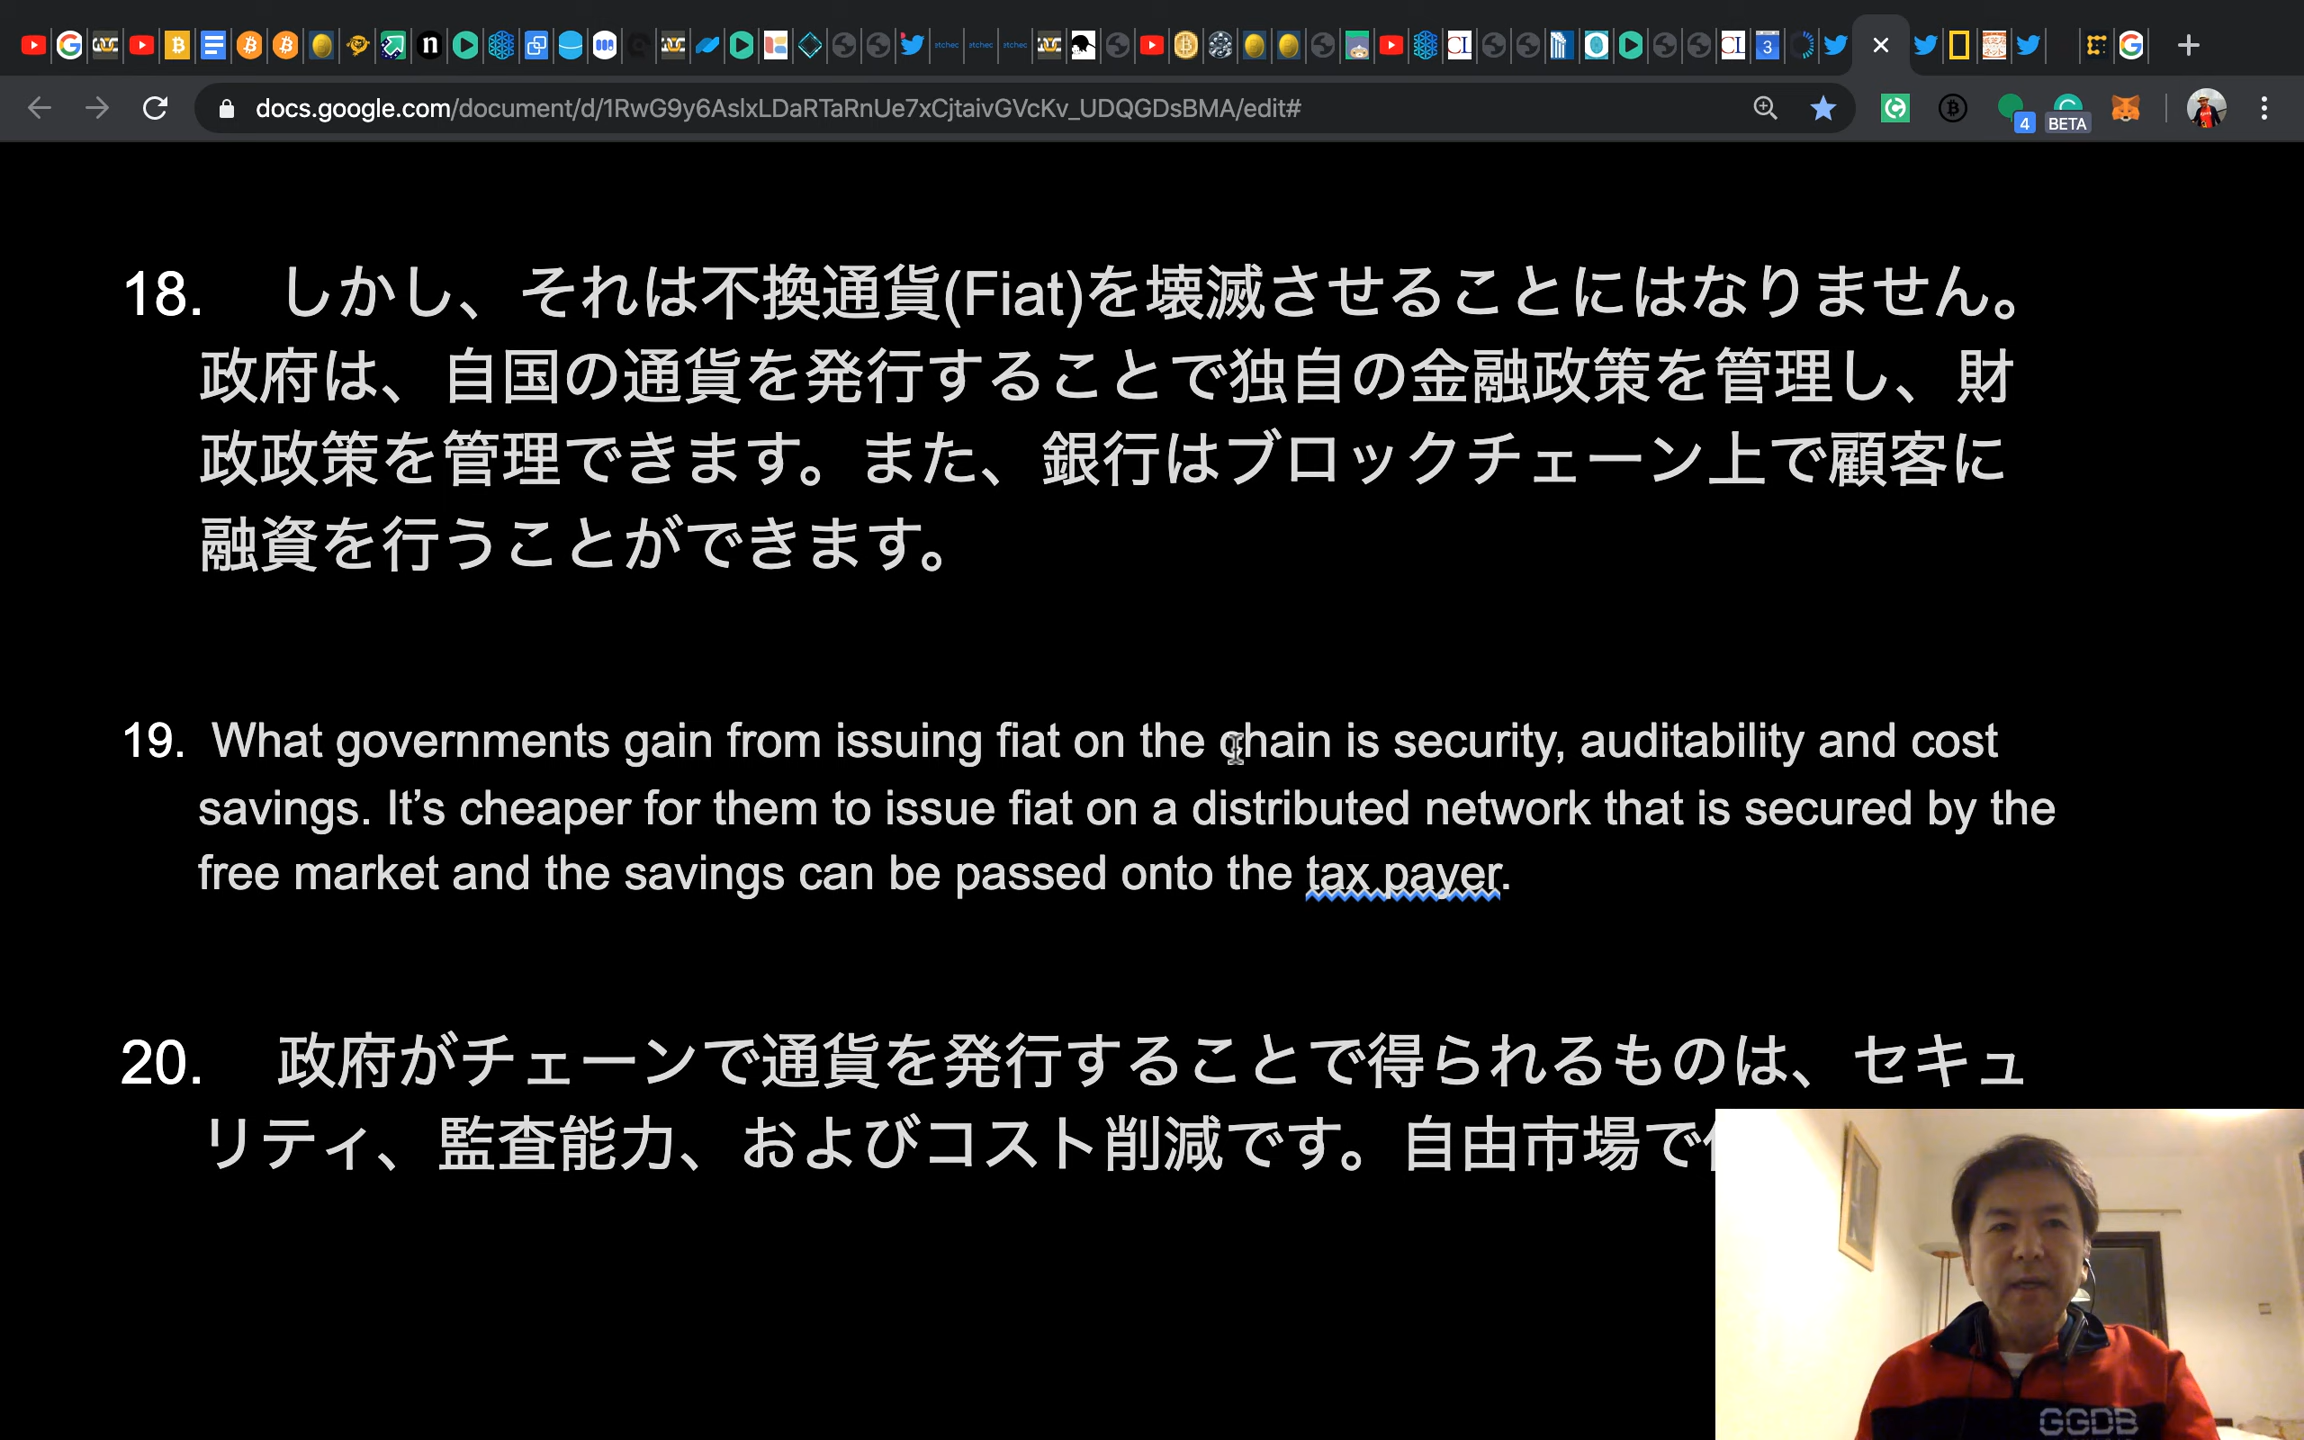 CL
CL
3
docs.google.com/document/d/1RwG9y6AslxLDaRTaRnUe7xCjtaivGVcKv_UDQGDsBMA/edit#
4
BETA
18. しかし、それは不換通貨(Fiat)を壊滅させることにはなりません。
政府は、自国の通貨を発行することで独自の金融政策を管理し、財
政政策を管理できます。また、銀行はブロックチェーン上で顧客に
融資を行うことができます。
19. What governments gain from issuing fiat on the chain is security, auditability and cost
savings. It's cheaper for them to issue fiat on a distributed network that is secured by the
free market and the savings can be passed onto the tax payer.
20. 政府がチェーンで通貨を発行することで得られるものは、セキュ
リティ、監査能力、およびコスト削減です。自由市場で
GGDB